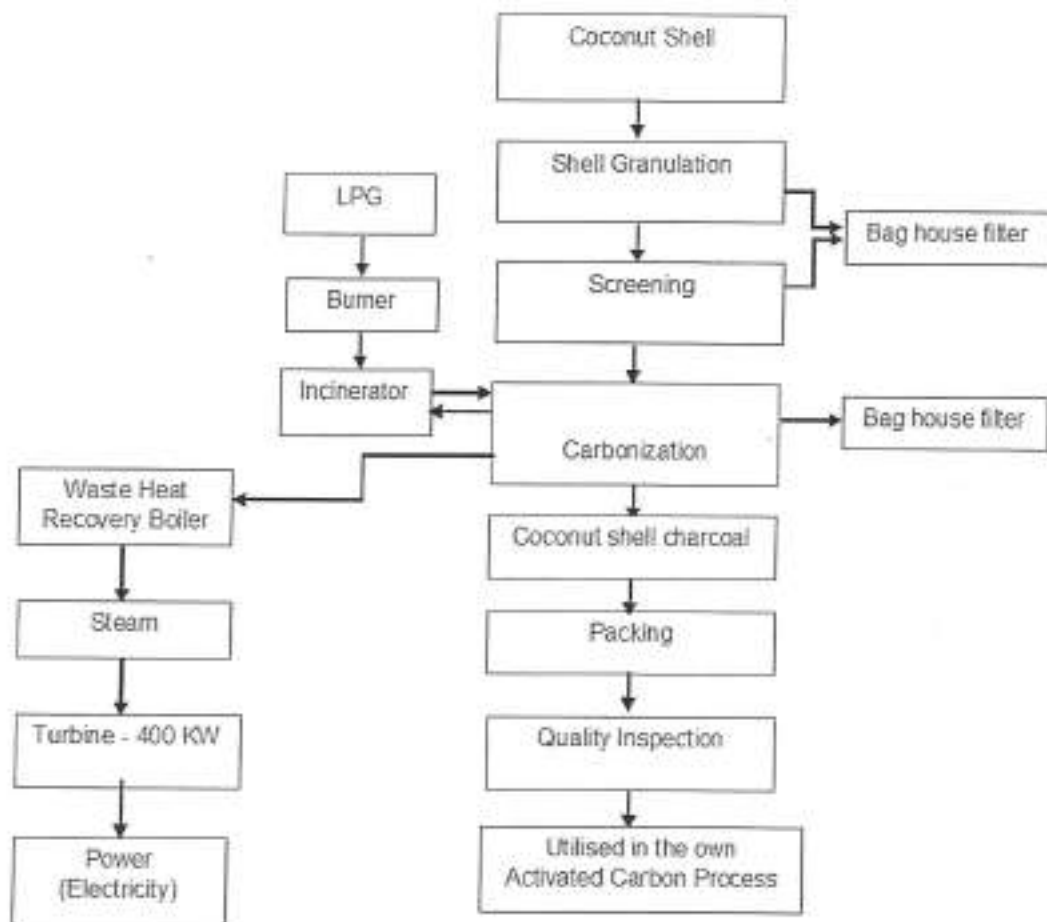 Coconut Shell
Shell Granulation
LPG
Bag house filter
Screening
Burner
Incinerator
Bag house filter
Carbonization
Waste Heat
Recovery Boiler
Coconut shell charcoal
Steam
Packing
Turbine - 400 KW
Quality Inspection
Utilised in the own
Activated Carbon Process
Power
(Electricity)